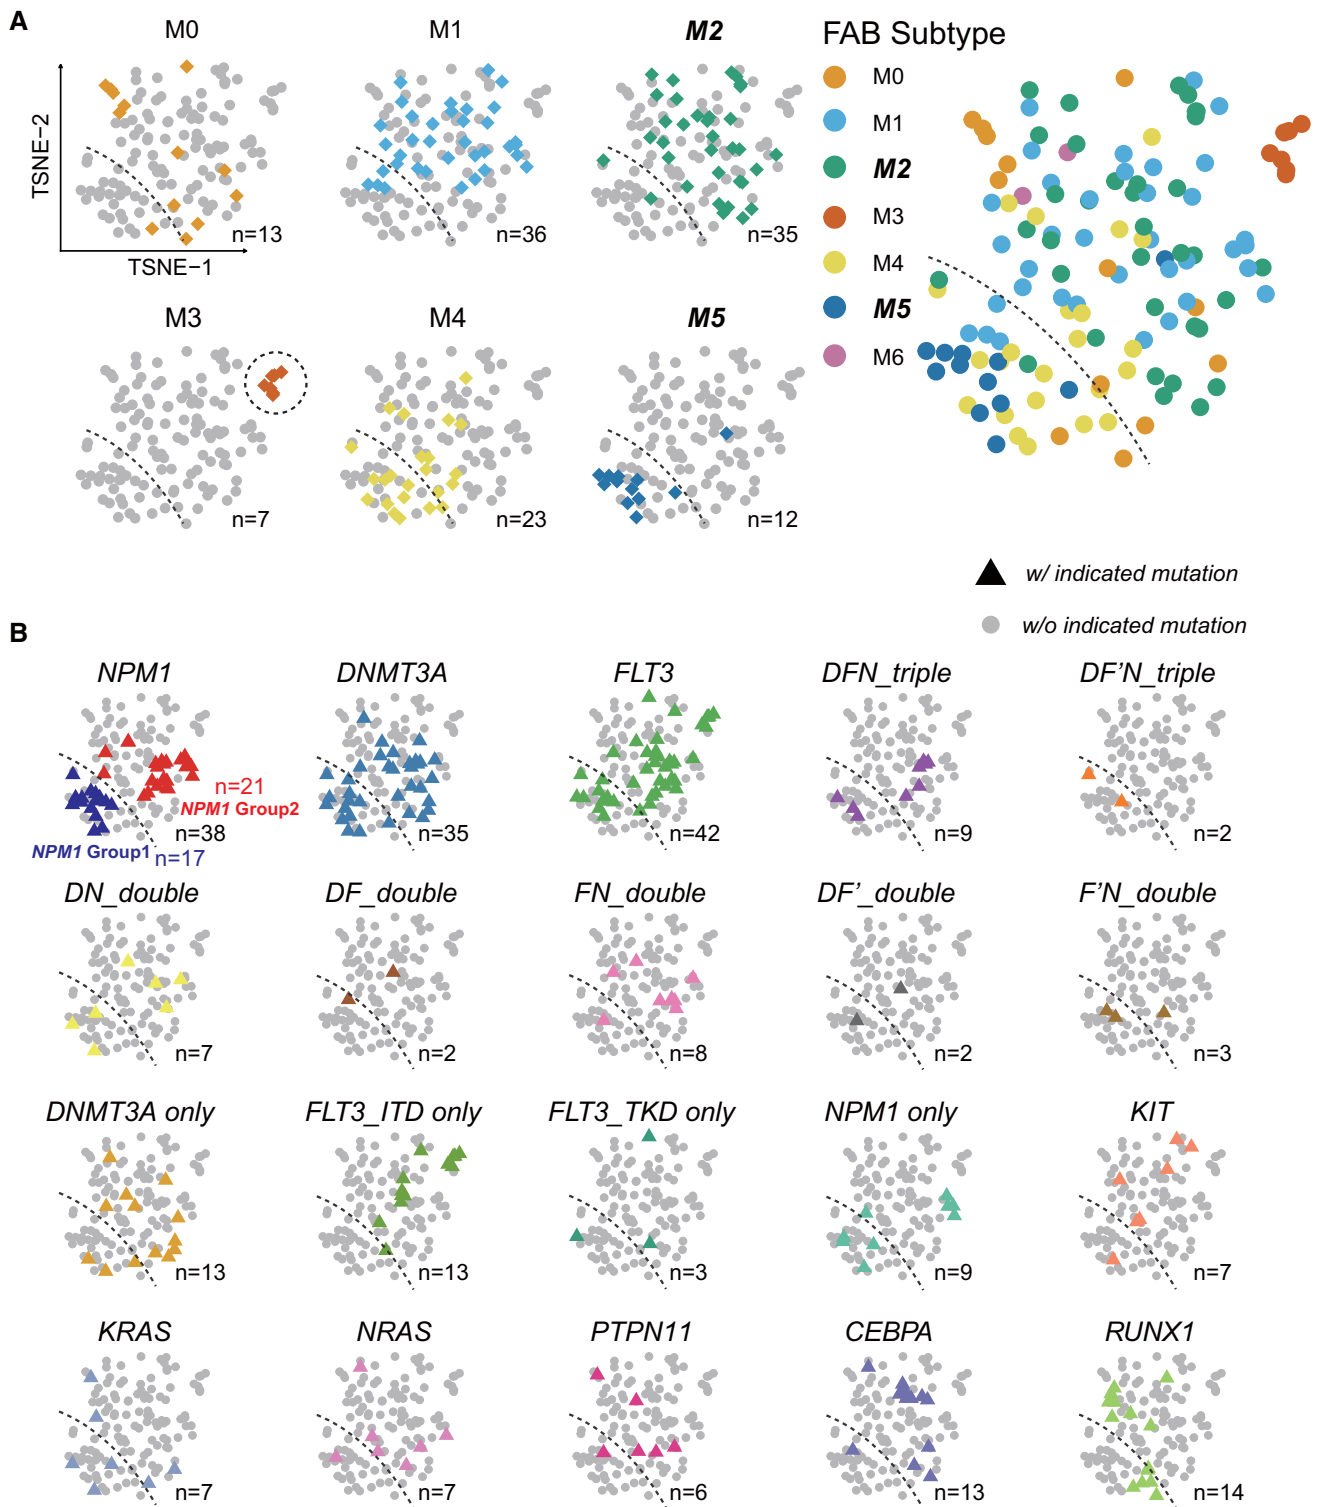 A
M0
M1
M2
FAB Subtype
TSNE−2
TSNE−1
n=13
n=36
n=35
M0
M1
M2
M3
M4
M5
M6
M3
M4
M5
n=7
n=23
n=12
w/ indicated mutation
w/o indicated mutation
B
NPM1
DNMT3A
FLT3
DFN_triple
DF’N_triple
n=21
NPM1 Group2
n=38
NPM1 Group1
n=17
n=35
n=42
n=9
n=2
DN_double
DF_double
FN_double
DF’_double
F’N_double
n=7
n=2
n=8
n=2
n=3
DNMT3A only
FLT3_ITD only
FLT3_TKD only
NPM1 only
KIT
n=13
n=13
n=3
n=9
n=7
KRAS
NRAS
PTPN11
CEBPA
RUNX1
n=7
n=7
n=6
n=13
n=14